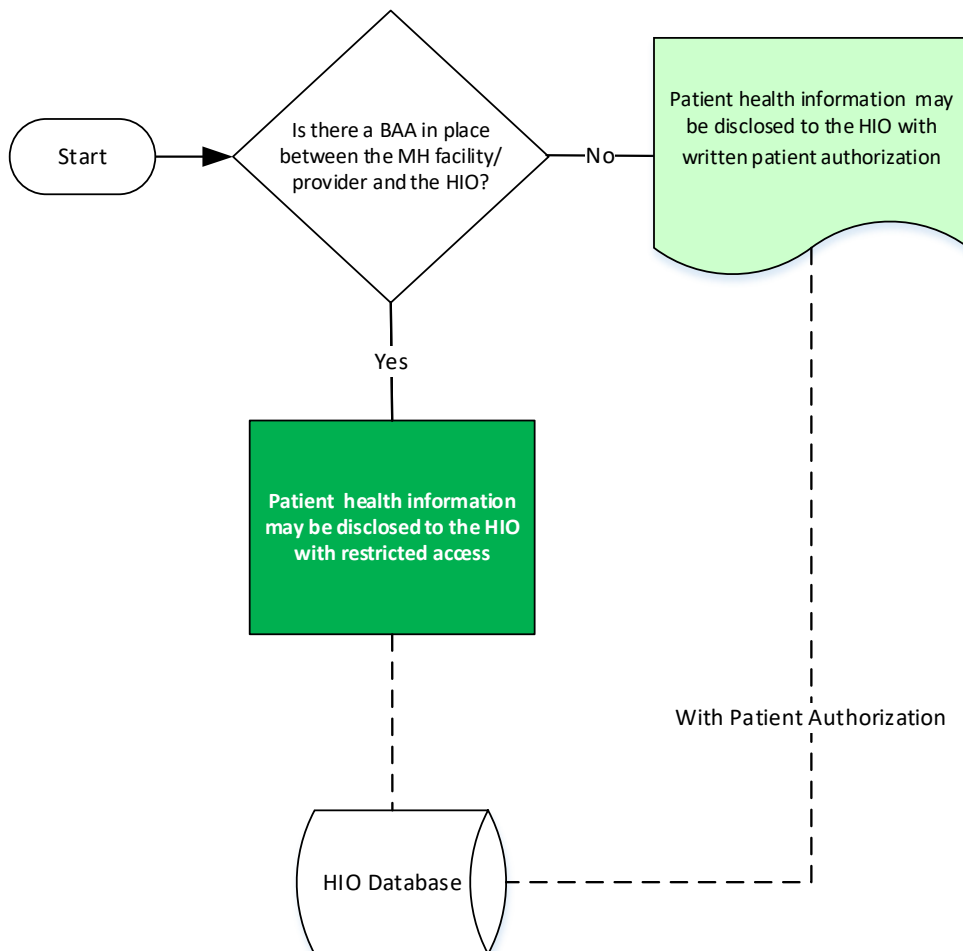 Start
Is there a BAA in place
between the MH facility/
provider and the HIO?
No
Patient health information may
be disclosed to the HIO with
written patient authorization
Yes
Patient health information
may be disclosed to the HIO
with restricted access
With Patient Authorization
HIO Database